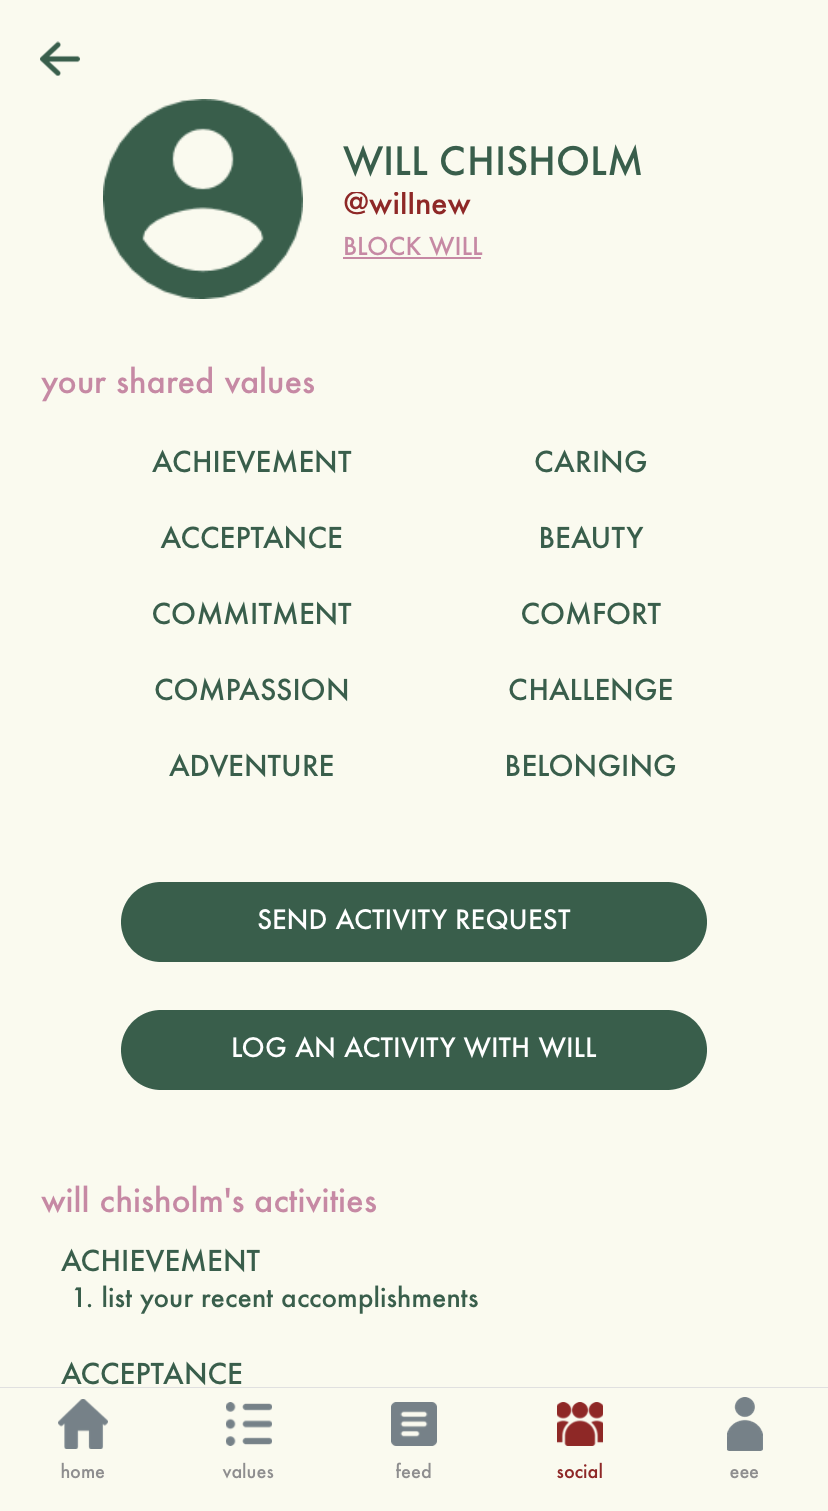 WILL CHISHOLM
@willnew
BLOCK WILL
your shared values
ACHIEVEMENT CARING
ACCEPTANCE BEAUTY
COMMITMENT COMFORT
COMPASSION CHALLENGE
ADVENTURE BELONGING
SEND ACTIVITY REQUEST
LOG AN ACTIVITY WITH WILL
will chisholm's activities
ACHIEVEMENT
1. list your recent accomplishments
ACCEPTANCE
home values feed social eee